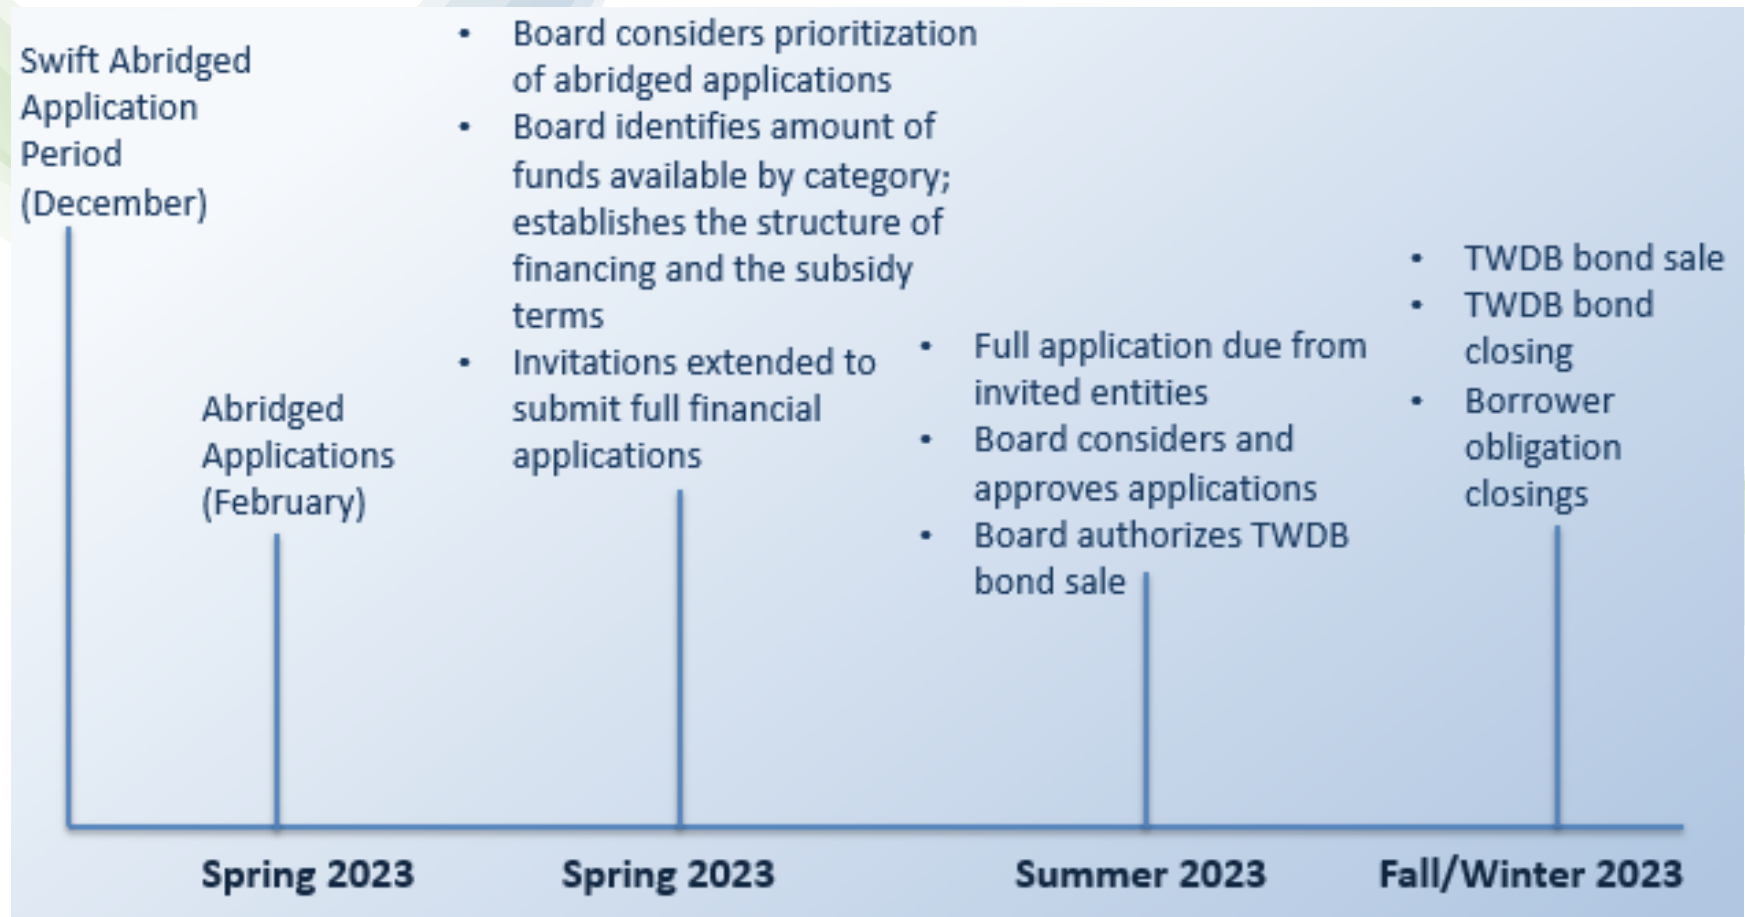 Swift Abridged
Application
Period
(December)
Abridged
Applications
(February)
• Board considers prioritization
of abridged applications
• Board identifies amount of
funds available by category;
establishes the structure of
financing and the subsidy
terms
• Invitations extended to
submit full financial
applications
• Full application due from
invited entities
• Board considers and
approves applications
• Board authorizes TWDB
bond sale
• TWDB bond sale
• TWDB bond
closing
• Borrower
obligation
closings
Spring 2023
Spring 2023
Summer 2023
Fall/Winter 2023